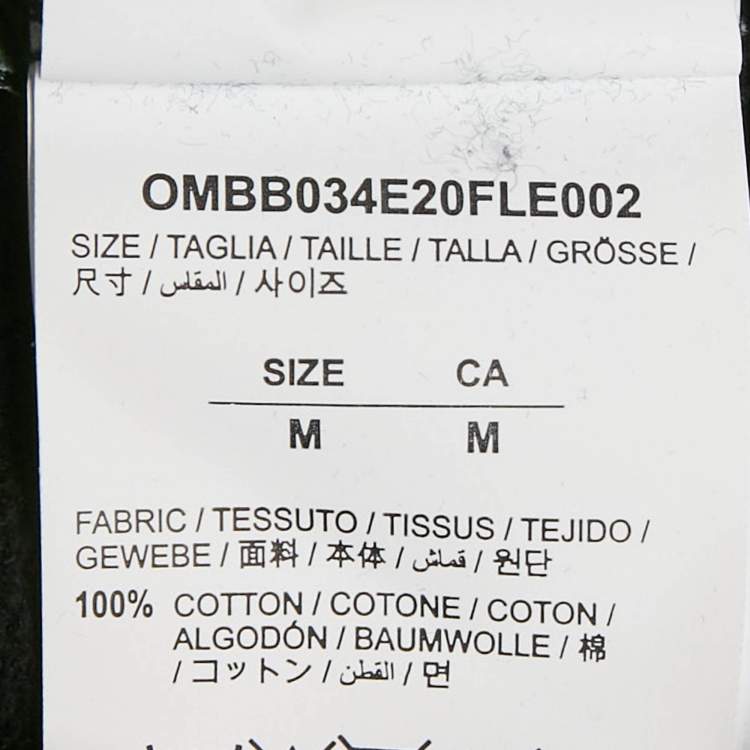 OMBB034E20FLE002
SIZE / TAGLIA / TAILLE / TALLA / GRÖSSE /
尺寸 / المقاس / 사이즈
SIZE CA
M M
FABRIC / TESSUTO / TISSUS / TEJIDO /
GEWEBE / 面料 / 本体 / قماش / 원단
100% COTTON / COTONE / COTON /
ALGODÓN / BAUMWOLLE / 棉
/ コットン / القطن / 면